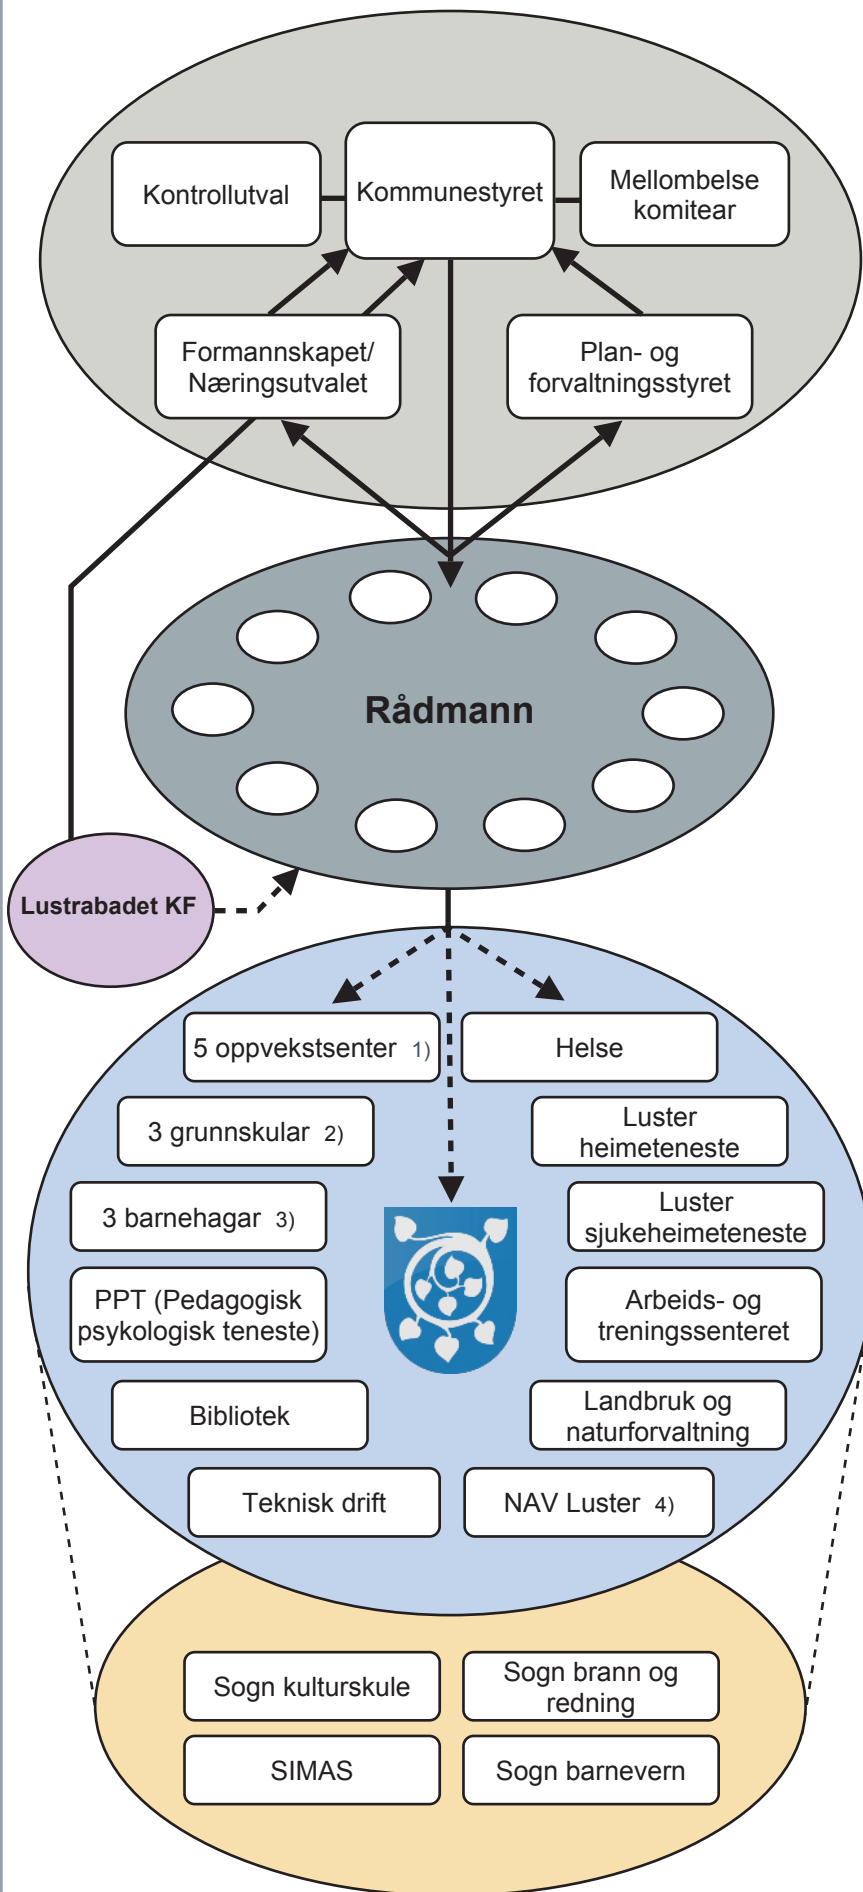 Kontrollutval
Kommunestyret
Mellombelse
komitear
Formannskapet/
Næringsutvalet
Plan- og
forvaltningsstyret
Rådmann
Lustrabadet KF
5 oppvekstsenter 1)
Helse
3 grunnskular 2)
Luster
heimeteneste
3 barnehagar 3)
Luster
sjukeheimeteneste
PPT (Pedagogisk
psykologisk teneste)
Arbeids- og
treningssenteret
Bibliotek
Landbruk og
naturforvaltning
Teknisk drift
NAV Luster 4)
Sogn kulturskule
Sogn brann og
redning
SIMAS
Sogn barnevern